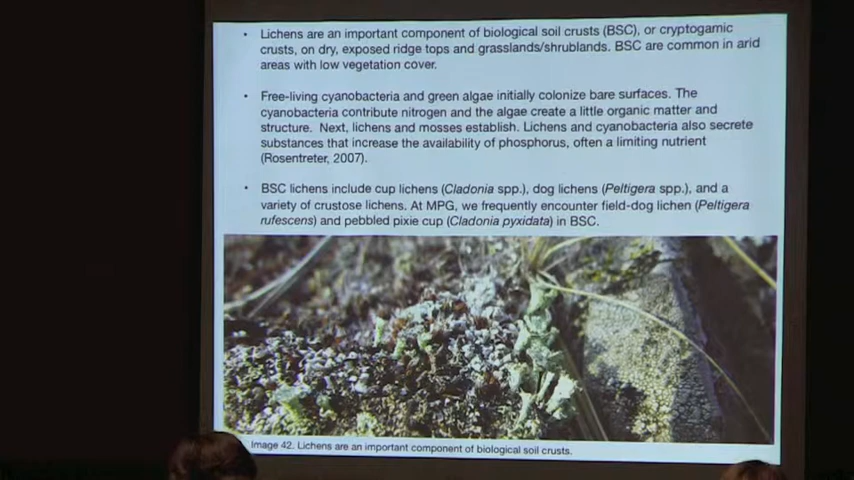 • Lichens are an important component of biological soil crusts (BSC), or cryptogamic
crusts, on dry, exposed ridge tops and grasslands/shrublands. BSC are common in arid
areas with low vegetation cover.
• Free-living cyanobacteria and green algae initially colonize bare surfaces. The
cyanobacteria contribute nitrogen and the algae create a little organic matter and
structure. Next, lichens and mosses establish. Lichens and cyanobacteria also secrete
substances that increase the availability of phosphorus, often a limiting nutrient
(Rosentreter, 2007).
• BSC lichens include cup lichens (Cladonia spp.), dog lichens (Peltigera spp.), and a
variety of crustose lichens. At MPG, we frequently encounter field-dog lichen (Peltigera
rufescens) and pebbled pixie cup (Cladonia pyxidata) in BSC.
Image 42. Lichens are an important component of biological soil crusts.